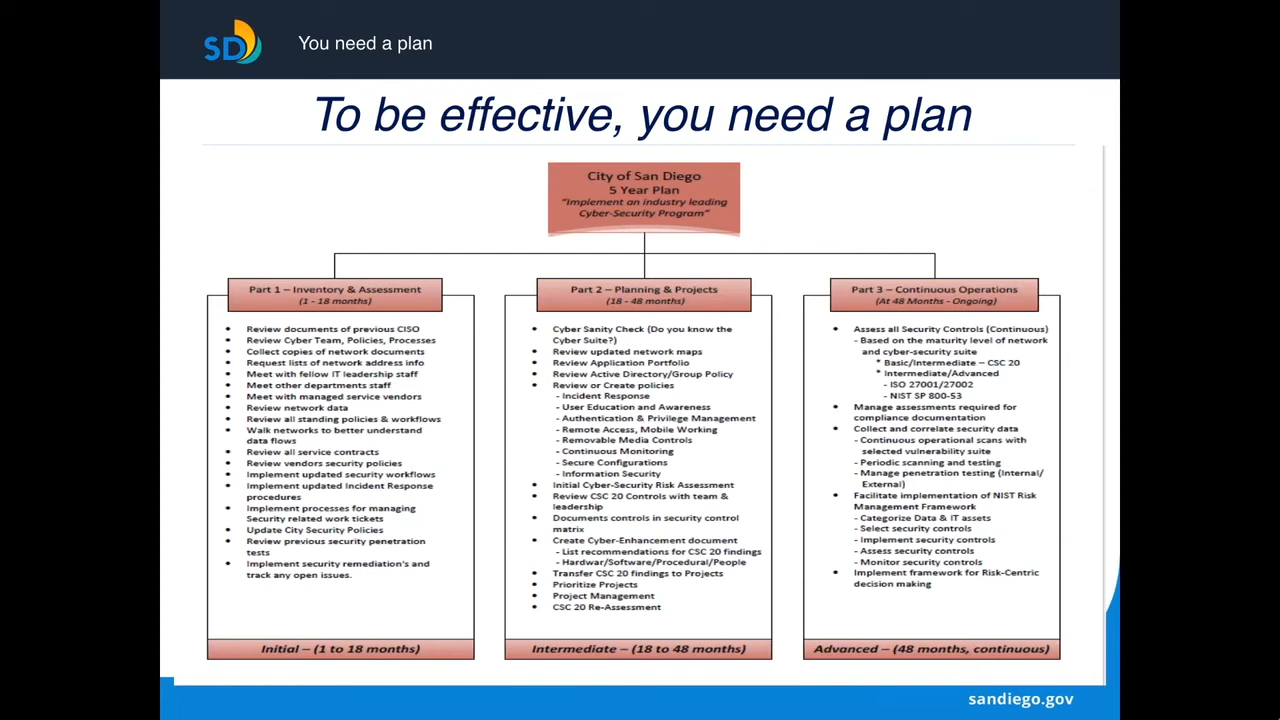 SD
You need a plan
To be effective, you need a plan
City of San Diego
5 Year Plan
"Implement an industry leading
Cyber-Security Program"
Part 1 – Inventory & Assessment
(1 - 18 months)
• Review documents of previous CISO
• Review Cyber Team, Policies, Processes
• Collect copies of network documents
• Request lists of network address info
• Meet with fellow IT leadership staff
• Meet other departments staff
• Meet with managed service vendors
• Review network data
• Review all standing policies & workflows
• Walk networks to better understand
data flows
• Review all service contracts
• Review vendors security policies
• Implement updated security workflows
• Implement updated Incident Response
procedures
• Implement processes for managing
Security related work tickets
• Update City Security Policies
• Review previous security penetration
tests
• Implement security remediation's and
track any open issues.
Initial – (1 to 18 months)
Part 2 – Planning & Projects
(18 - 48 months)
• Cyber Sanity Check (Do you know the
Cyber Suite?)
• Review updated network maps
• Review Application Portfolio
• Review Active Directory/Group Policy
• Review or Create policies
- Incident Response
- User Education and Awareness
- Authentication & Privilege Management
- Remote Access, Mobile Working
- Removable Media Controls
- Continuous Monitoring
- Secure Configurations
- Information Security
• Initial Cyber-Security Risk Assessment
• Review CSC 20 Controls with team &
leadership
• Documents controls in security control
matrix
• Create Cyber-Enhancement document
- List recommendations for CSC 20 findings
- Hardwar/Software/Procedural/People
• Transfer CSC 20 findings to Projects
• Prioritize Projects
• Project Management
• CSC 20 Re-Assessment
Intermediate – (18 to 48 months)
Part 3 – Continuous Operations
(At 48 Months - Ongoing)
• Assess all Security Controls (Continuous)
- Based on the maturity level of network
and cyber-security suite
* Basic/Intermediate – CSC 20
* Intermediate/Advanced
- ISO 27001/27002
- NIST SP 800-53
• Manage assessments required for
compliance documentation
• Collect and correlate security data
- Continuous operational scans with
selected vulnerability suite
- Periodic scanning and testing
- Manage penetration testing (Internal/
External)
• Facilitate implementation of NIST Risk
Management Framework
- Categorize Data & IT assets
- Select security controls
- Implement security controls
- Assess security controls
- Monitor security controls
• Implement framework for Risk-Centric
decision making
Advanced – (48 months, continuous)
sandiego.gov